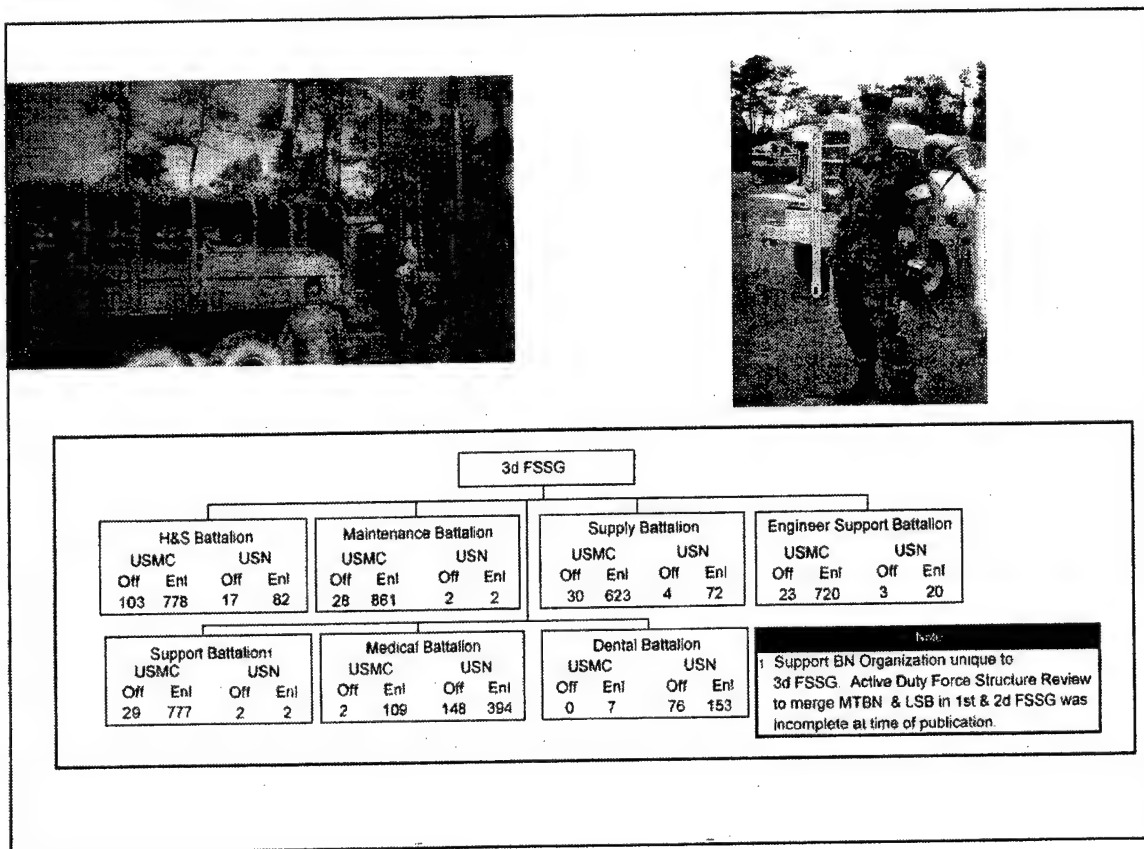 3d FSSG
H&S Battalion
USMC USN
Off Enl Off Enl
103 778 17 82
Maintenance Battalion
USMC USN
Off Enl Off Enl
28 861 2 2
Supply Battalion
USMC USN
Off Enl Off Enl
30 623 4 72
Engineer Support Battalion
USMC USN
Off Enl Off Enl
23 720 3 20
Support Battalion1
USMC USN
Off Enl Off Enl
29 777 2 2
Medical Battalion
USMC USN
Off Enl Off Enl
2 109 148 394
Dental Battalion
USMC USN
Off Enl Off Enl
0 7 76 153
Note
1 Support BN Organization unique to
3d FSSG. Active Duty Force Structure Review
to merge MTBN & LSB in 1st & 2d FSSG was
incomplete at time of publication.